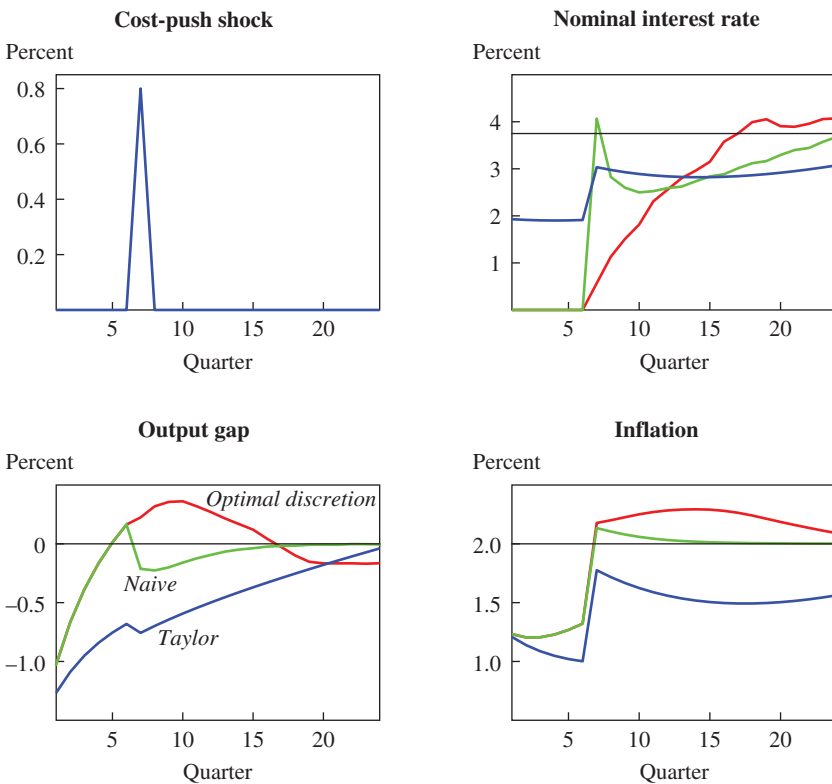 Cost-push shock
Percent
0.8
0.6
0.4
0.2
5 10 15 20
Quarter
Nominal interest rate
Percent
4
3
2
1
5 10 15 20
Quarter
Output gap
Percent
0
–0.5
–1.0
Optimal discretion
Naive
Taylor
5 10 15 20
Quarter
Inflation
Percent
2.0
1.5
1.0
5 10 15 20
Quarter